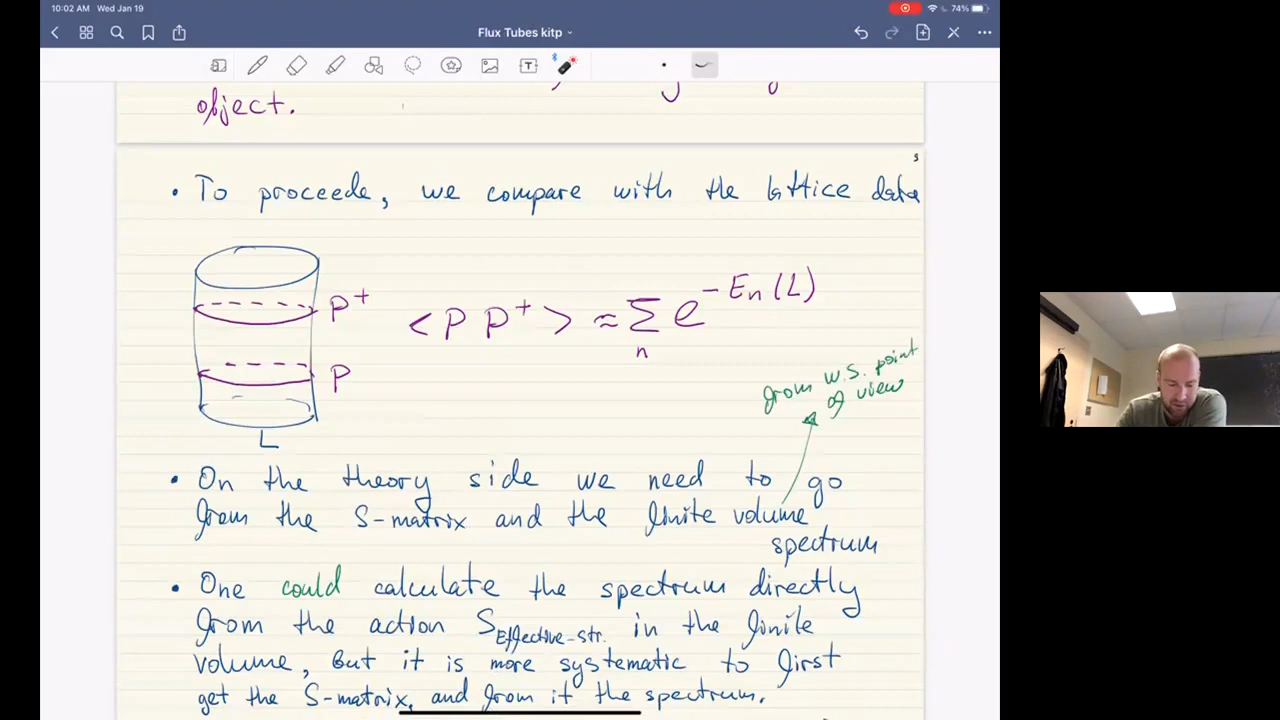 10:02 AM Wed Jan 19
74%
Flux Tubes kitp
object.
5
• To proceede, we compare with the lattice data
P+
< P P+ > ≈ ∑ e^{- En (L)}
n
P
L
from w.s. point
of view
• On the theory side we need to go
from the S-matrix and the finite volume
spectrum
• One could calculate the spectrum directly
from the action S Effective-str. in the finite
volume, but it is more systematic to first
get the S-matrix, and from it the spectrum.